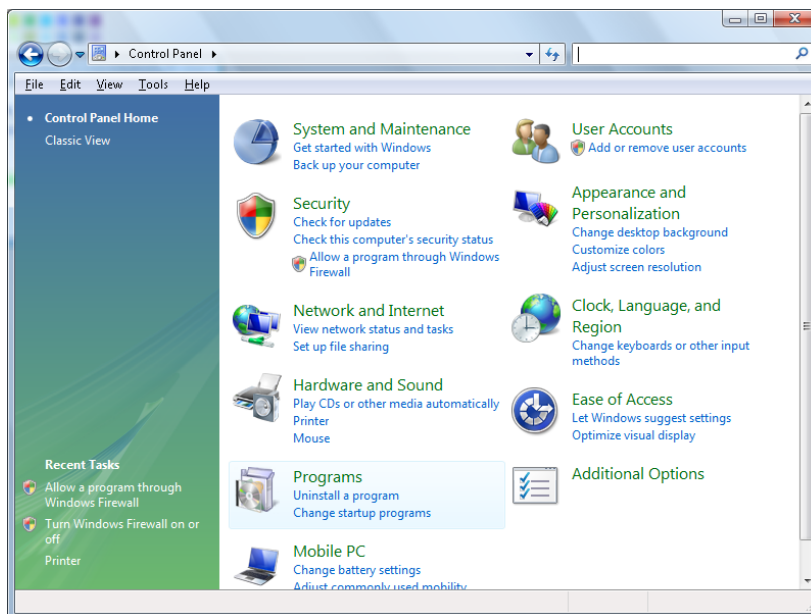 Control Panel
File Edit View Tools Help
Control Panel Home
Classic View
System and Maintenance
Get started with Windows
Back up your computer
Security
Check for updates
Check this computer's security status
Allow a program through Windows
Firewall
Network and Internet
View network status and tasks
Set up file sharing
Hardware and Sound
Play CDs or other media automatically
Printer
Mouse
Programs
Uninstall a program
Change startup programs
Mobile PC
Change battery settings
Adjust commonly used mobility
User Accounts
Add or remove user accounts
Appearance and
Personalization
Change desktop background
Customize colors
Adjust screen resolution
Clock, Language, and
Region
Change keyboards or other input
methods
Ease of Access
Let Windows suggest settings
Optimize visual display
Additional Options
Recent Tasks
Allow a program through
Windows Firewall
Turn Windows Firewall on or
off
Printer